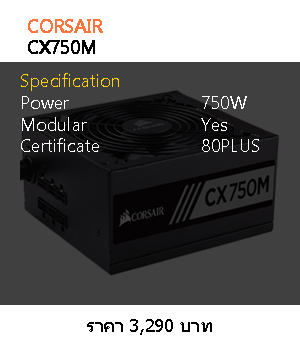 CORSAIR
CX750M
Specification
Power 750W
Modular Yes
Certificate 80PLUS
CORSAIR
CX750M
ราคา 3,290 บาท